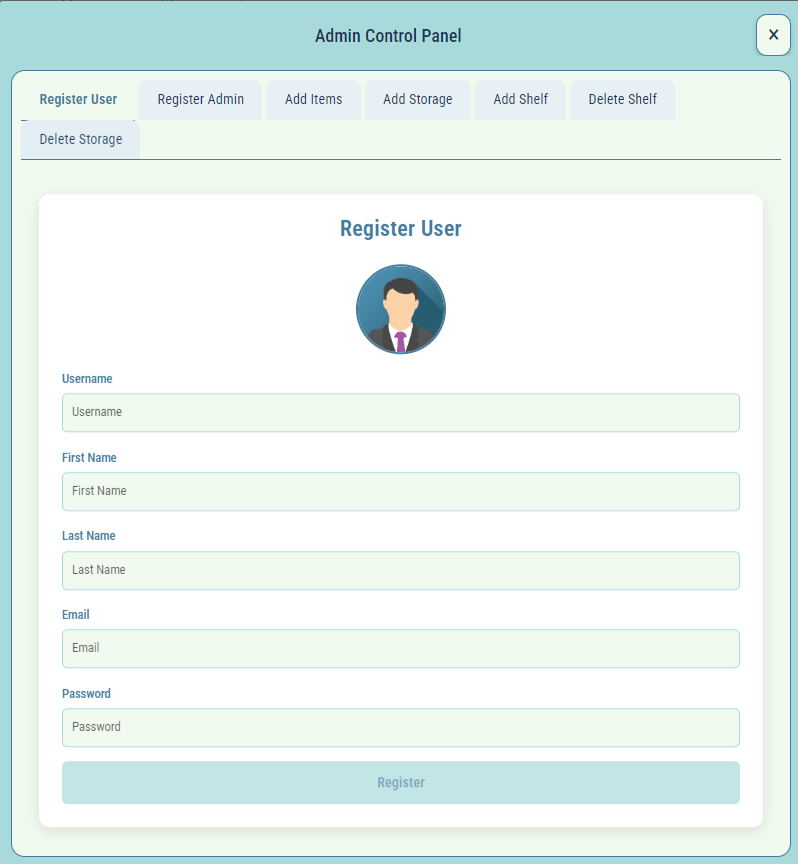 Admin Control Panel
×
Register User Register Admin Add Items Add Storage Add Shelf Delete Shelf
Delete Storage
Register User
Username
Username
First Name
First Name
Last Name
Last Name
Email
Email
Password
Password
Register